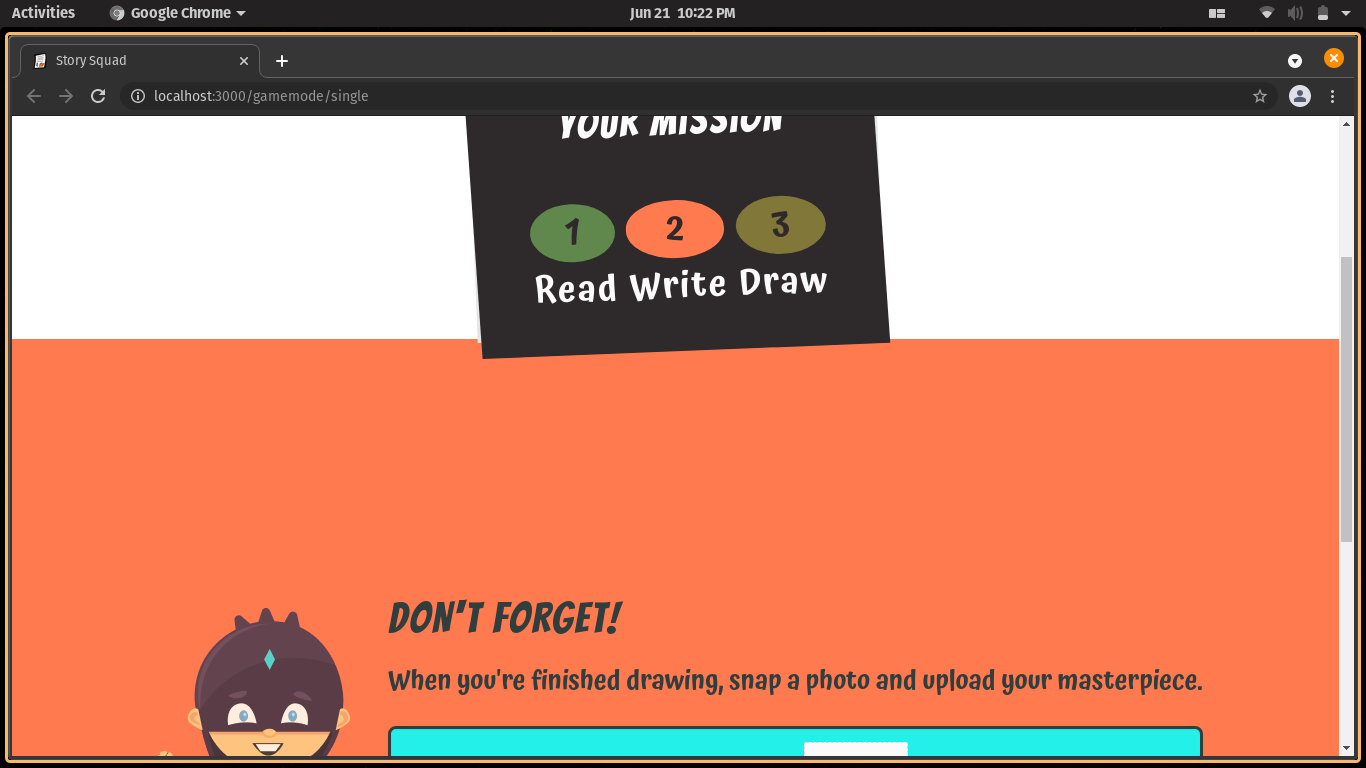 Activities Google Chrome Jun 21 10:22 PM
Story Squad
localhost:3000/gamemode/single
YOUR MISSION
1 2 3
Read Write Draw
DON'T FORGET!
When you're finished drawing, snap a photo and upload your masterpiece.